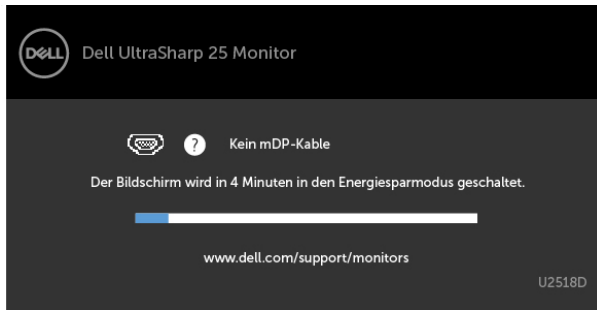 DELL
Dell UltraSharp 25 Monitor
? Kein mDP-Kable
Der Bildschirm wird in 4 Minuten in den Energiesparmodus geschaltet.
www.dell.com/support/monitors
U2518D